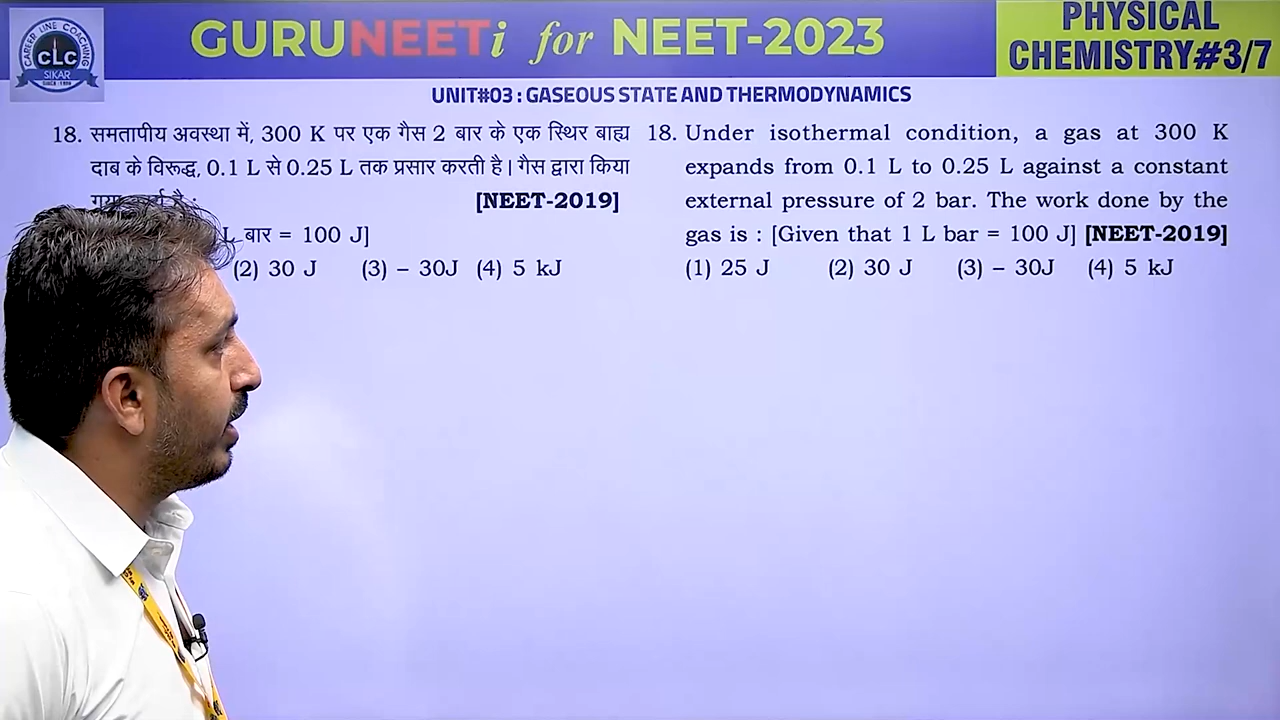 CAREER LINE COACHING
CLC
SIKAR
SINCE 1996
GURUNEETi for NEET-2023
PHYSICAL
CHEMISTRY#3/7
UNIT#03 : GASEOUS STATE AND THERMODYNAMICS
18. समतापीय अवस्था में, 300 K पर एक गैस 2 बार के एक स्थिर बाह्य
दाब के विरूद्ध, 0.1 L से 0.25 L तक प्रसार करती है। गैस द्वारा किया
[NEET-2019]
L बार = 100 J]
(2) 30 J (3) – 30J (4) 5 kJ
18. Under isothermal condition, a gas at 300 K
expands from 0.1 L to 0.25 L against a constant
external pressure of 2 bar. The work done by the
gas is : [Given that 1 L bar = 100 J] [NEET-2019]
(1) 25 J (2) 30 J (3) – 30J (4) 5 kJ